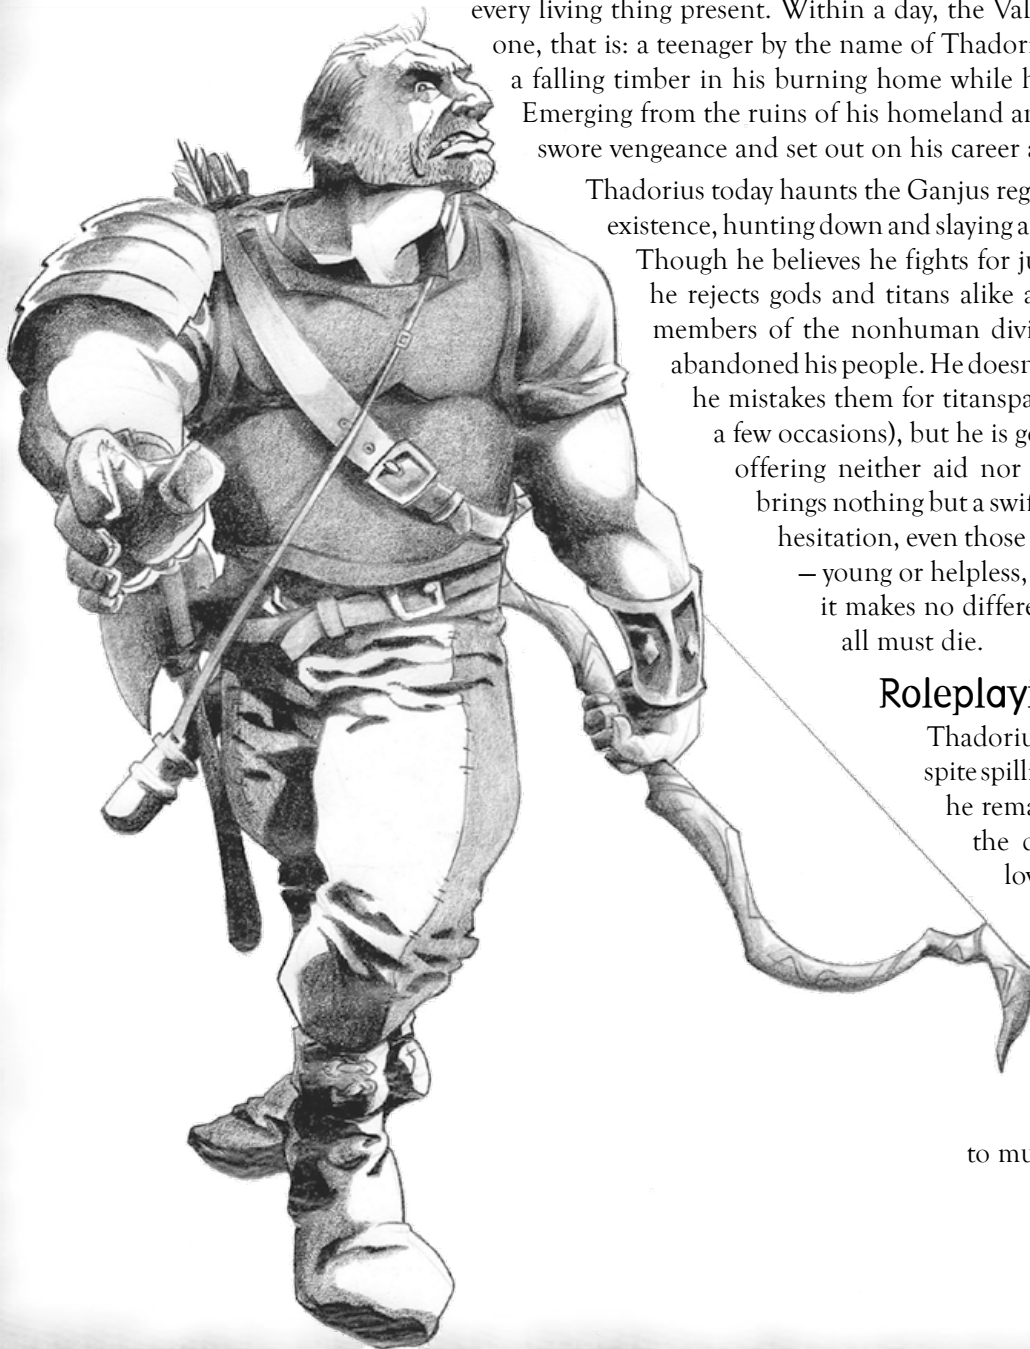 every living thing present. Within a day, the Val
one, that is: a teenager by the name of Thadori
a falling timber in his burning home while h
Emerging from the ruins of his homeland ar
swore vengeance and set out on his career a
Thadorius today haunts the Ganjus reg
existence, hunting down and slaying a
Though he believes he fights for ju
he rejects gods and titans alike a
members of the nonhuman divi
abandoned his people. He doesn
he mistakes them for titanspa
a few occasions), but he is go
offering neither aid nor
brings nothing but a swif
hesitation, even those
— young or helpless,
it makes no differe
all must die.
Roleplayi
Thadoriu
spite spilli
he rema
the c
lov
to mu